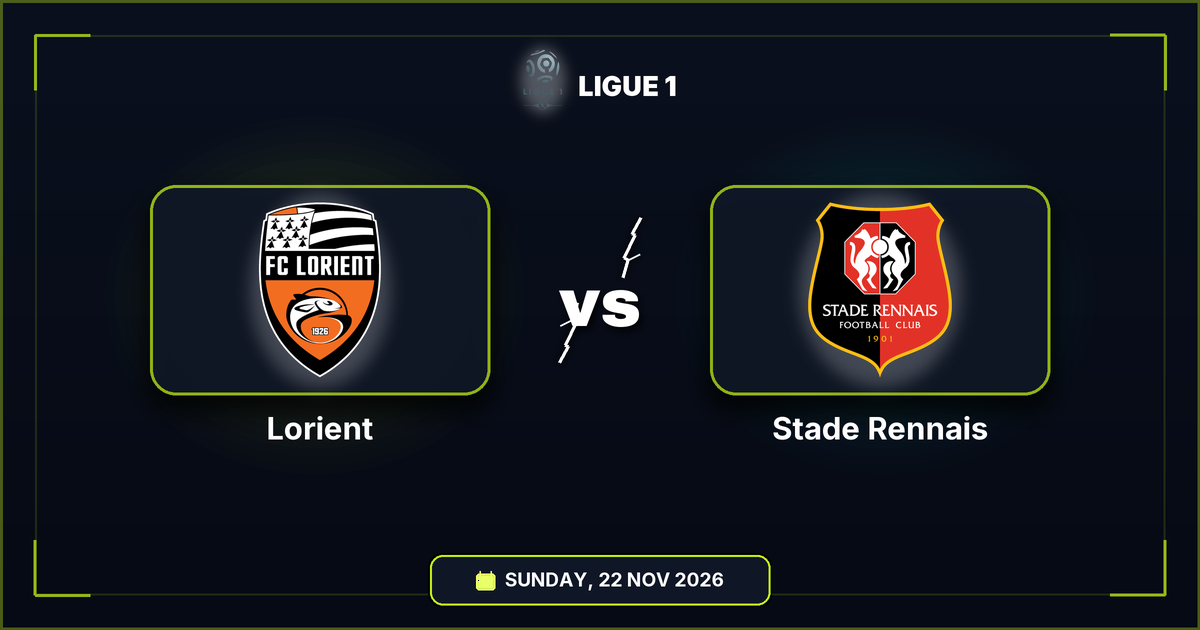 LIGUE 1
FC LORIENT
1926
VS
STADE RENNAIS
FOOTBALL CLUB
1901
Lorient
Stade Rennais
SUNDAY, 22 NOV 2026